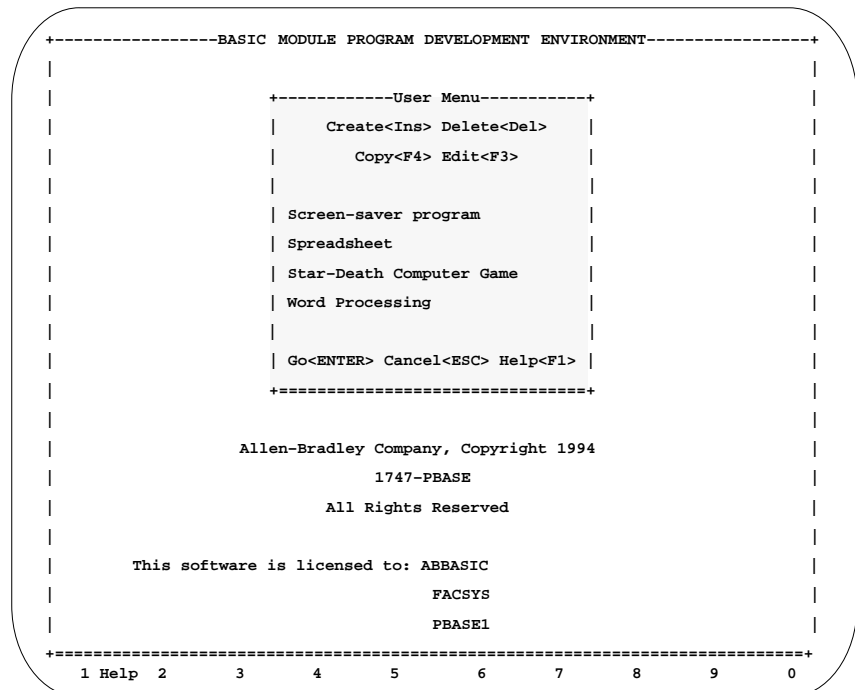 +-----------------BASIC MODULE PROGRAM DEVELOPMENT ENVIRONMENT-----------------+
| |
| +------------User Menu-----------+ |
| | Create<Ins> Delete<Del> | |
| | Copy<F4> Edit<F3> | |
| | | |
| | Screen-saver program | |
| | Spreadsheet | |
| | Star-Death Computer Game | |
| | Word Processing | |
| | | |
| | Go<ENTER> Cancel<ESC> Help<F1> | |
| +================================+ |
| |
| Allen-Bradley Company, Copyright 1994 |
| 1747-PBASE |
| All Rights Reserved |
| |
| This software is licensed to: ABBASIC |
| FACSYS |
| PBASE1 |
+==============================================================================+
1 Help 2 3 4 5 6 7 8 9 0